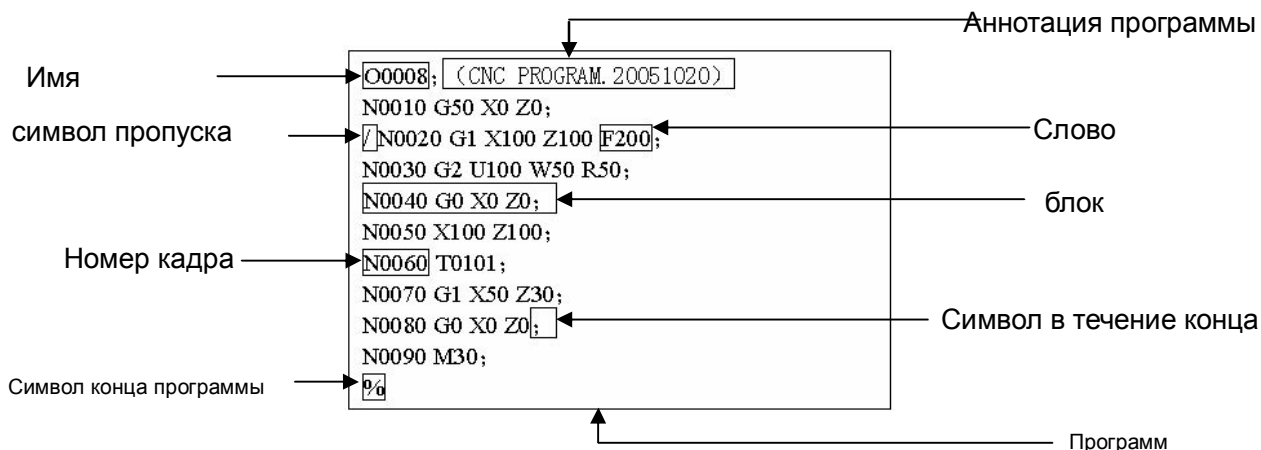 Аннотация программы
Имя
O0008; (CNC PROGRAM.20051020)
N0010 G50 X0 Z0;
символ пропуска
/ N0020 G1 X100 Z100 F200;
Слово
N0030 G2 U100 W50 R50;
N0040 G0 X0 Z0;
блок
N0050 X100 Z100;
Номер кадра
N0060 T0101;
N0070 G1 X50 Z30;
N0080 G0 X0 Z0;
Символ в течение конца
N0090 M30;
Символ конца программы
%
Программ